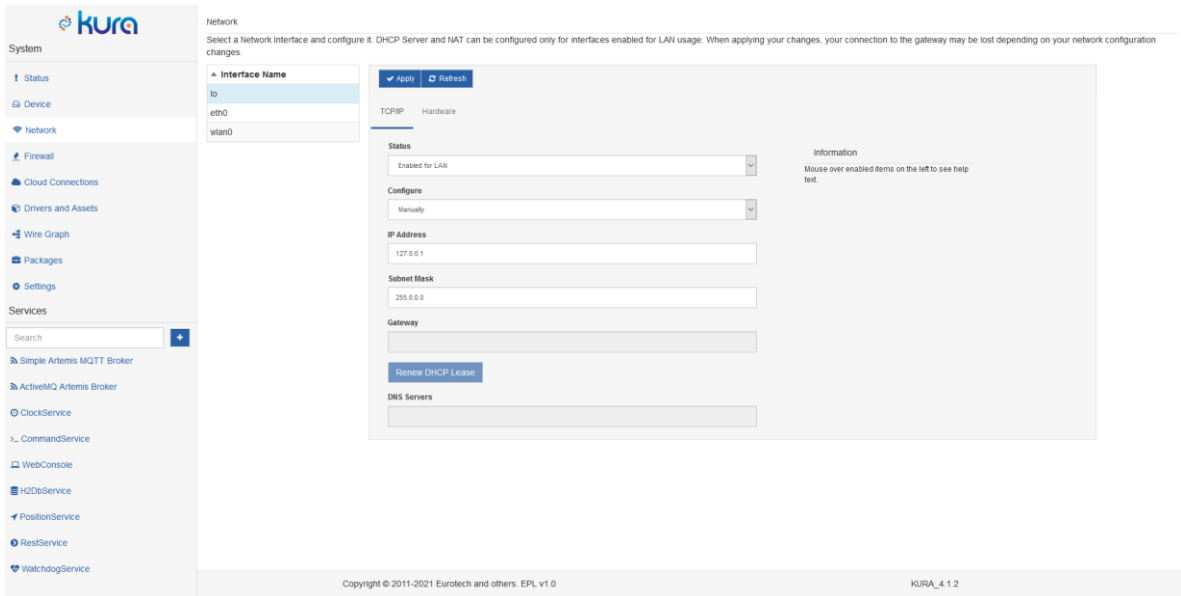 kura
System
Status
Device
Network
Firewall
Cloud Connections
Drivers and Assets
Wire Graph
Packages
Settings
Services
Search
+
Simple Artemis MQTT Broker
ActiveMQ Artemis Broker
ClockService
>_ CommandService
WebConsole
H2DbService
PositionService
RestService
WatchdogService
Network
Select a Network Interface and configure it. DHCP Server and NAT can be configured only for interfaces enabled for LAN usage. When applying your changes, your connection to the gateway may be lost depending on your network configuration
changes.
Interface Name
lo
eth0
wlan0
Apply Refresh
TCP/IP Hardware
Status
Enabled for LAN
Configure
Manually
IP Address
127.0.0.1
Subnet Mask
255.0.0.0
Gateway
Renew DHCP Lease
DNS Servers
Information
Mouse over enabled items on the left to see help
text.
Copyright © 2011-2021 Eurotech and others. EPL v1.0 KURA_4.1.2